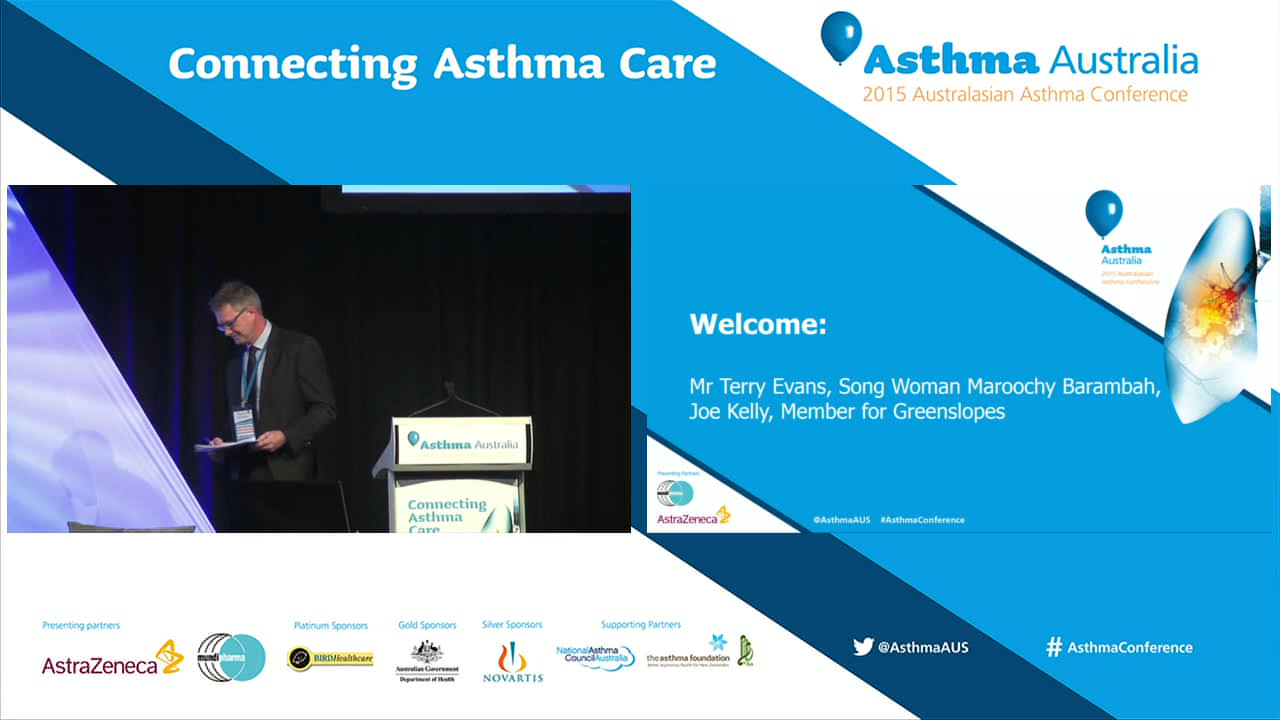 Connecting Asthma Care
Asthma Australia
2015 Australasian Asthma Conference
Asthma
Australia
2015 Australasian
Asthma Conference
Welcome:
Mr Terry Evans, Song Woman Maroochy Barambah,
Joe Kelly, Member for Greenslopes
Asthma Australia
Connecting
Asthma
Care
Presenting Partners
AstraZeneca
@AsthmaAUS #AsthmaConference
Presenting partners
Platinum Sponsors
Gold Sponsors
Silver Sponsors
Supporting Partners
AstraZeneca
pharma
BIRDHealthcare
Australian Government
Department of Health
NOVARTIS
National Asthma
Council Australia
the asthma foundation
@AsthmaAUS
# AsthmaConference